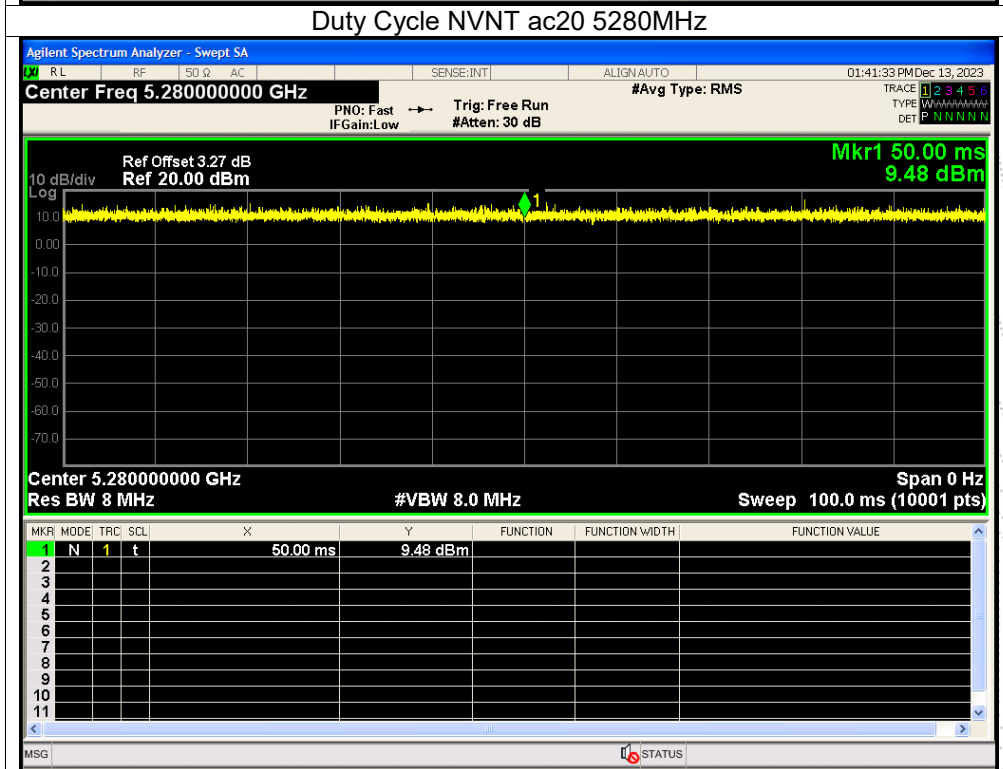 Duty Cycle NVNT ac20 5280MHz
Agilent Spectrum Analyzer - Swept SA
LXI RL RF 50 Ω AC SENSE:INT ALIGN AUTO 01:41:33 PM Dec 13, 2023
Center Freq 5.280000000 GHz #Avg Type: RMS TRACE 1 2 3 4 5 6
PNO: Fast Trig: Free Run TYPE W
IFGain:Low #Atten: 30 dB DET P N N N N N
Mkr1 50.00 ms
9.48 dBm
Ref Offset 3.27 dB
10 dB/div Ref 20.00 dBm
Log
1
10.0
0.00
-10.0
-20.0
-30.0
-40.0
-50.0
-60.0
-70.0
Center 5.280000000 GHz Span 0 Hz
Res BW 8 MHz #VBW 8.0 MHz Sweep 100.0 ms (10001 pts)
MKR MODE TRC SCL X Y FUNCTION FUNCTION WIDTH FUNCTION VALUE
1 N 1 t 50.00 ms 9.48 dBm
2
3
4
5
6
7
8
9
10
11
MSG STATUS